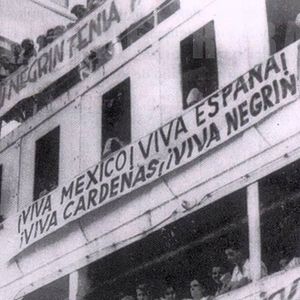 NEGRIN TENIA
¡VIVA MEXICO! VIVA ESPAÑA!
¡VIVA CARDENAS¡¡VIVA NEGRIN